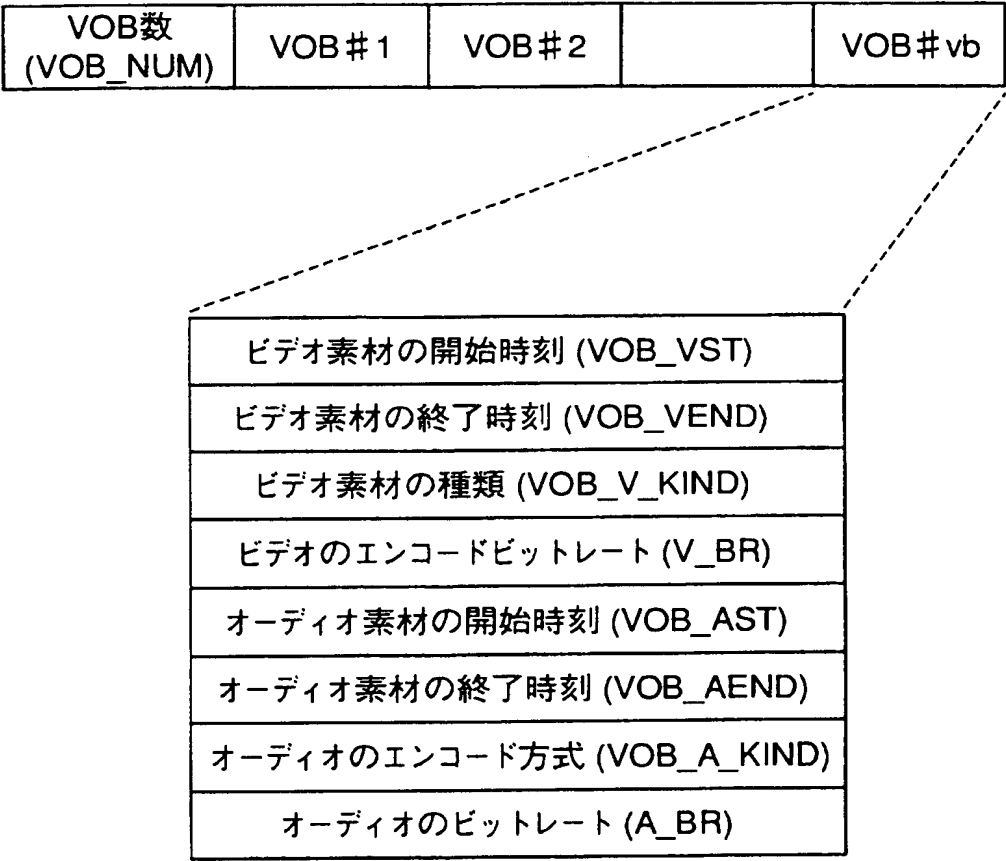 VOB数
(VOB_NUM)
VOB♯1
VOB♯2
VOB♯vb
ビデオ素材の開始時刻 (VOB_VST)
ビデオ素材の終了時刻 (VOB_VEND)
ビデオ素材の種類 (VOB_V_KIND)
ビデオのエンコードビットレート (V_BR)
オーディオ素材の開始時刻 (VOB_AST)
オーディオ素材の終了時刻 (VOB_AEND)
オーディオのエンコード方式 (VOB_A_KIND)
オーディオのビットレート (A_BR)